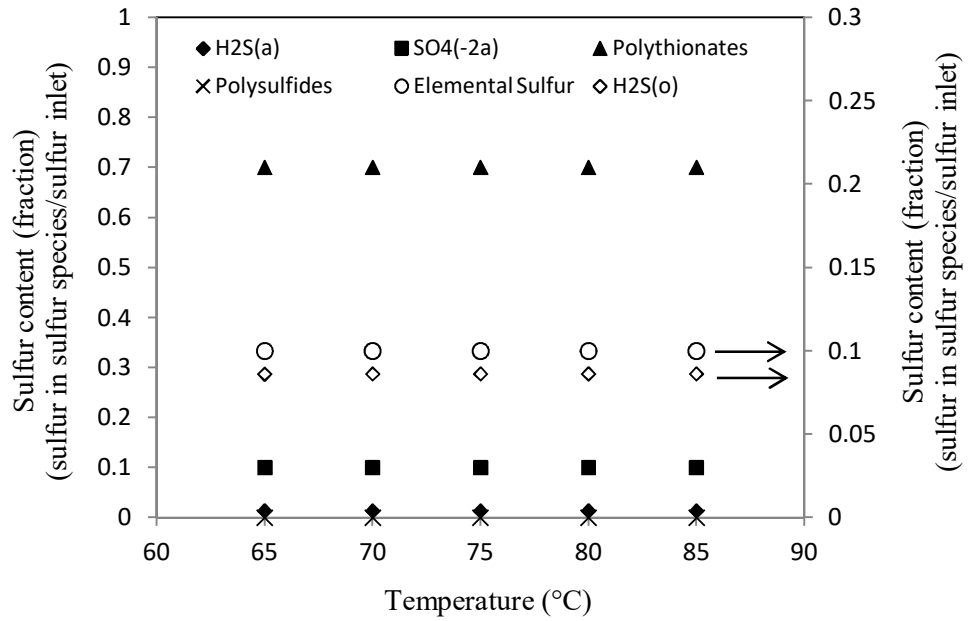 Sulfur content (fraction)
(sulfur in sulfur species/sulfur inlet)
1
0.9
0.8
0.7
0.6
0.5
0.4
0.3
0.2
0.1
0
H2S(a) SO4(-2a) Polythionates
Polysulfides Elemental Sulfur H2S(o)
0.3
0.25
0.2
0.15
0.1
0.05
0
Sulfur content (fraction)
(sulfur in sulfur species/sulfur inlet)
60 65 70 75 80 85 90
Temperature (°C)